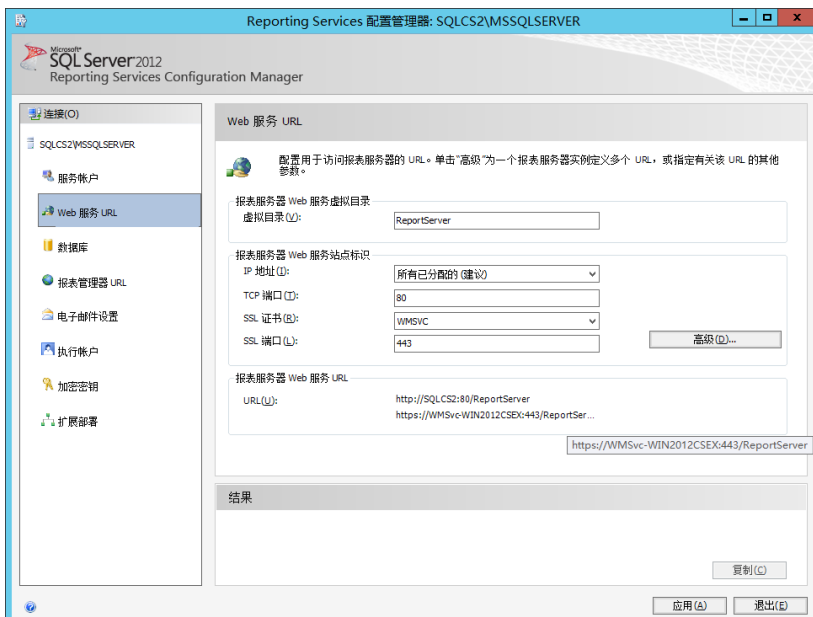 Reporting Services 配置管理器: SQLCS2\MSSQLSERVER
Microsoft
SQL Server 2012
Reporting Services Configuration Manager
连接(O)
SQLCS2\MSSQLSERVER
服务帐户
Web 服务 URL
数据库
报表管理器 URL
电子邮件设置
执行帐户
加密密钥
扩展部署
Web 服务 URL
配置用于访问报表服务器的 URL。单击"高级"为一个报表服务器实例定义多个 URL，或指定有关该 URL 的其他
参数。
报表服务器 Web 服务虚拟目录
虚拟目录(V):
ReportServer
报表服务器 Web 服务站点标识
IP 地址(I):
所有已分配的(建议)
TCP 端口(T):
80
SSL 证书(R):
WMSVC
SSL 端口(L):
443
高级(D)...
报表服务器 Web 服务 URL
URL(U):
http://SQLCS2:80/ReportServer
https://WMSvc-WIN2012CSEX:443/ReportSer...
https://WMSvc-WIN2012CSEX:443/ReportServer
结果
复制(C)
应用(A)
退出(E)